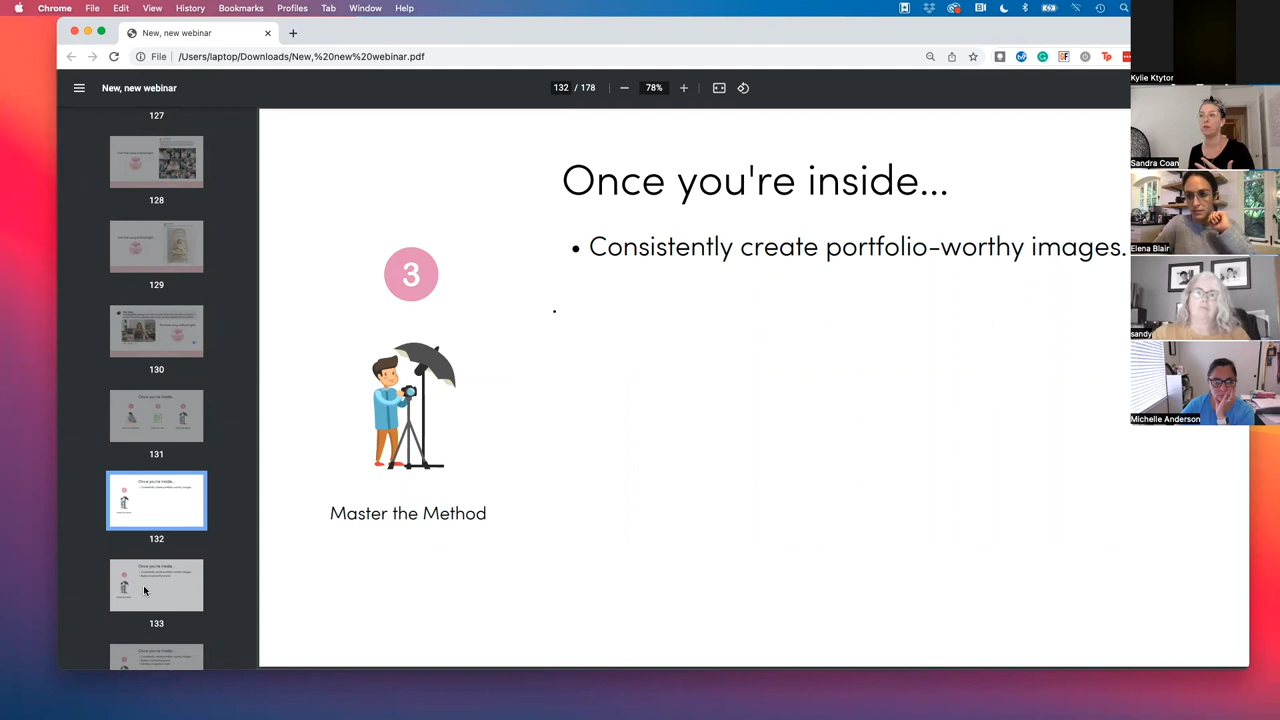 Chrome File Edit View History Bookmarks Profiles Tab Window Help
New, new webinar
File /Users/laptop/Downloads/New,%20new%20webinar.pdf
New, new webinar 132 / 178 78%
127
128
129
130
131
132
133
Once you're inside...
• Consistently create portfolio-worthy images.
3
.
Master the Method
Kylie Ktytor
Sandra Coan
Elena Blair
sandy
Michelle Anderson